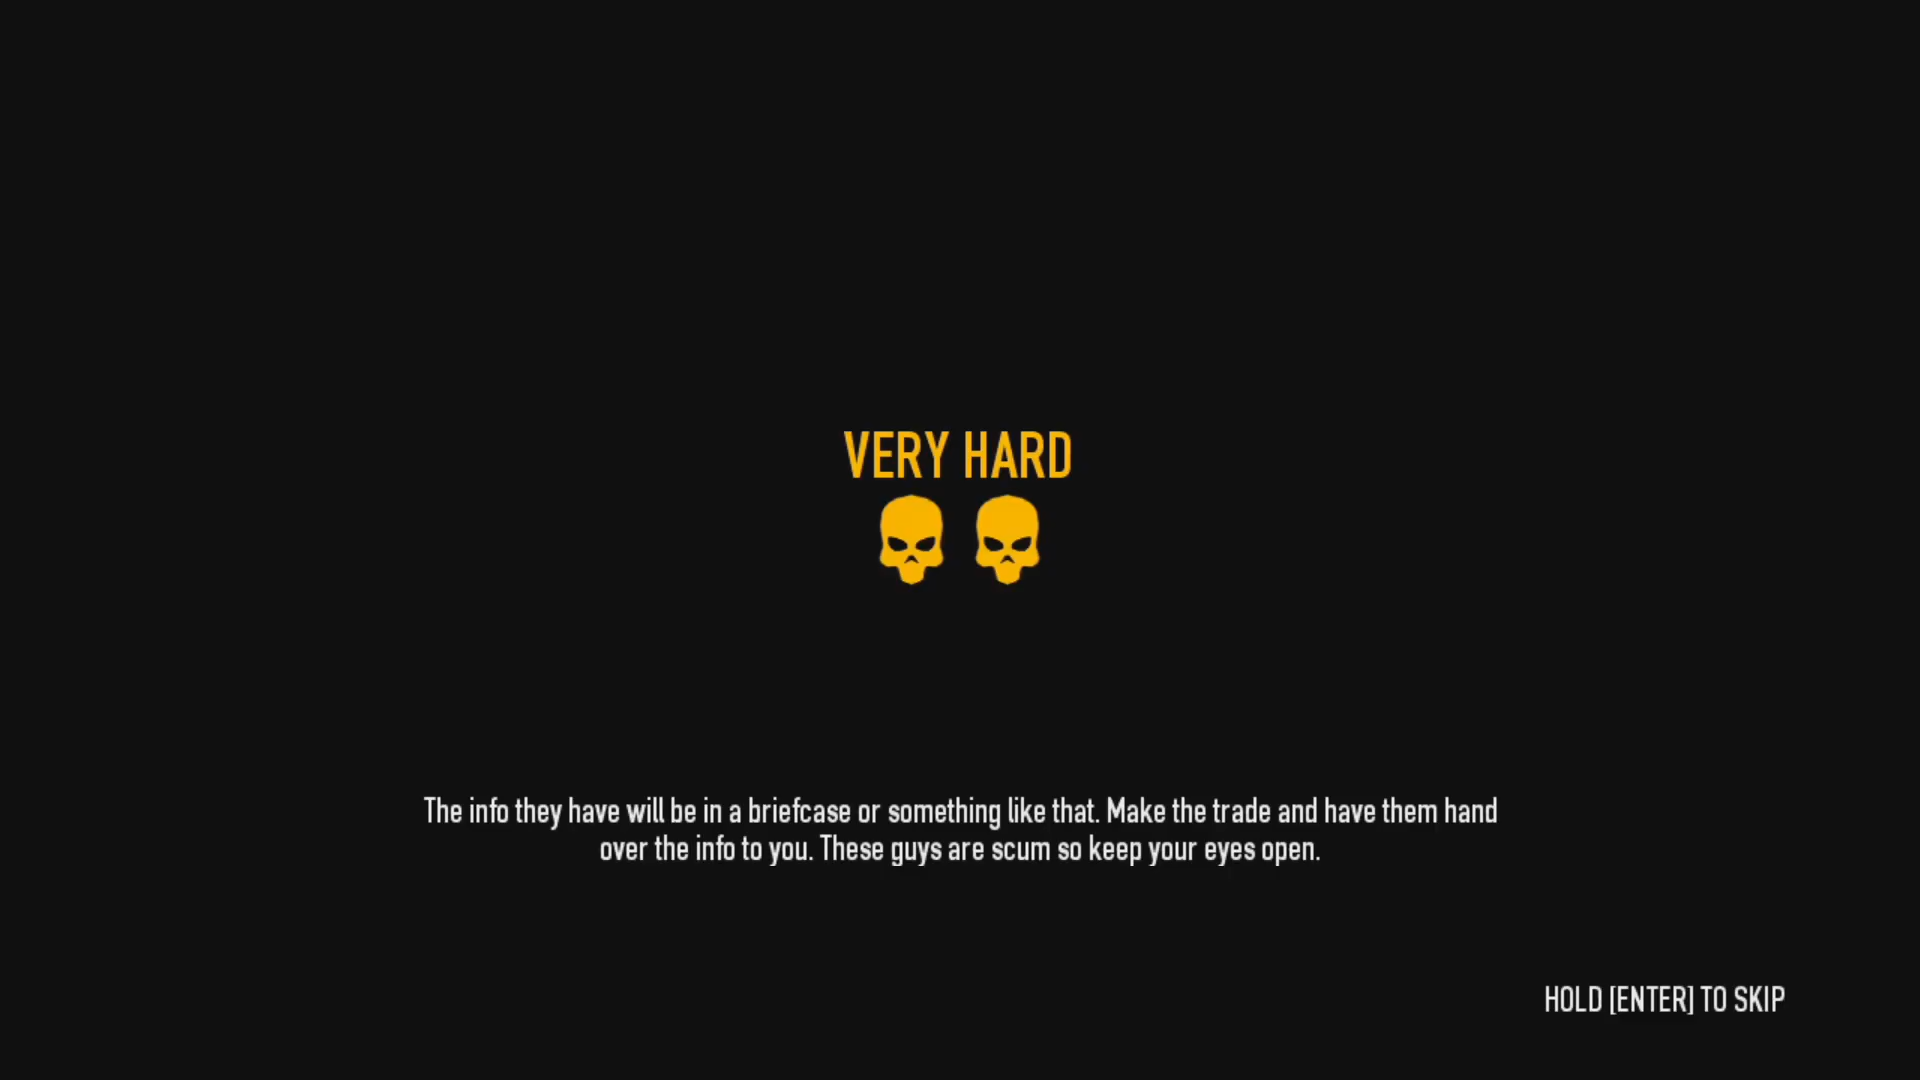 VERY HARD
The info they have will be in a briefcase or something like that. Make the trade and have them hand
over the info to you. These guys are scum so keep your eyes open.
HOLD [ENTER] TO SKIP